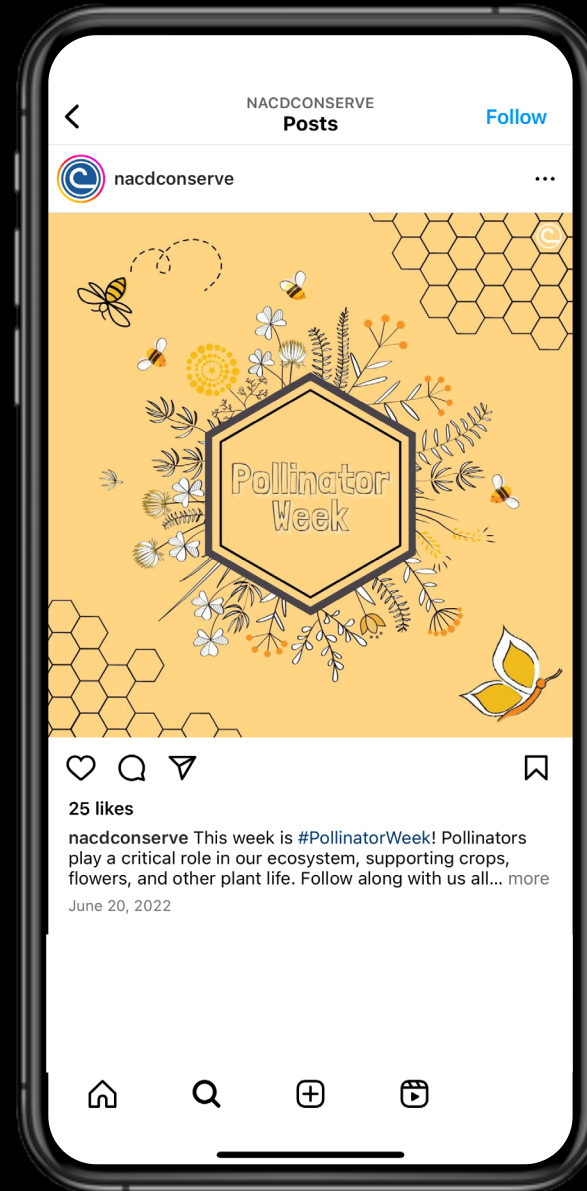 NACDCONSERVE
Posts
Follow
nacdconserve
Pollinator
Week
25 likes
nacdconserve This week is #PollinatorWeek! Pollinators
play a critical role in our ecosystem, supporting crops,
flowers, and other plant life. Follow along with us all... more
June 20, 2022